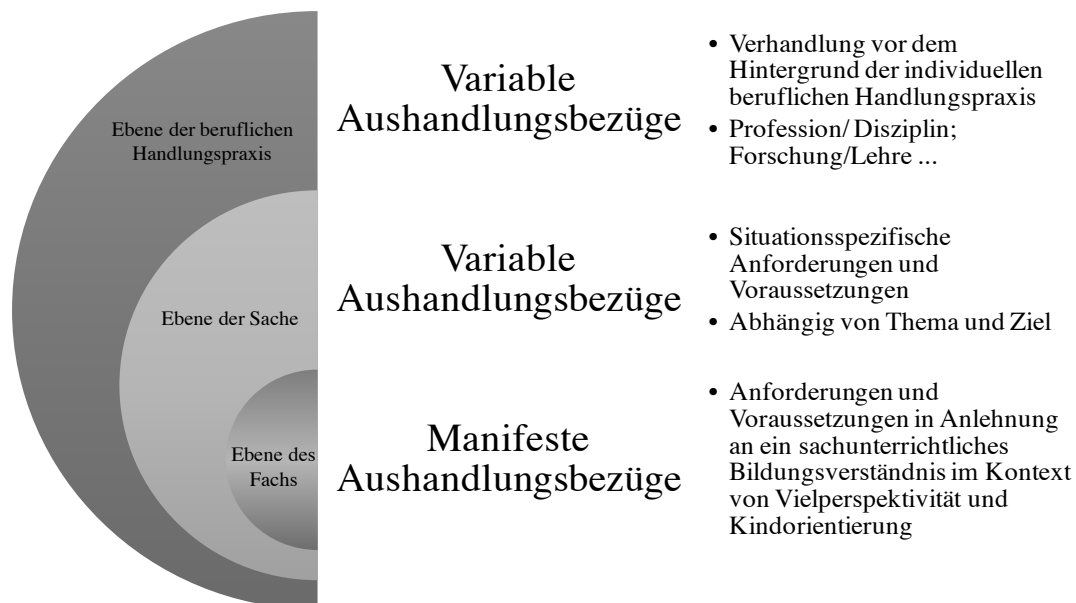 Ebene der beruflichen
Handlungspraxis
Variable
Aushandlungsbezüge
• Verhandlung vor dem
Hintergrund der individuellen
beruflichen Handlungspraxis
• Profession/ Disziplin;
Forschung/Lehre ...
Ebene der Sache
Variable
Aushandlungsbezüge
• Situationsspezifische
Anforderungen und
Voraussetzungen
• Abhängig von Thema und Ziel
Ebene des
Fachs
Manifeste
Aushandlungsbezüge
• Anforderungen und
Voraussetzungen in Anlehnung
an ein sachunterrichtliches
Bildungsverständnis im Kontext
von Vielperspektivität und
Kindorientierung